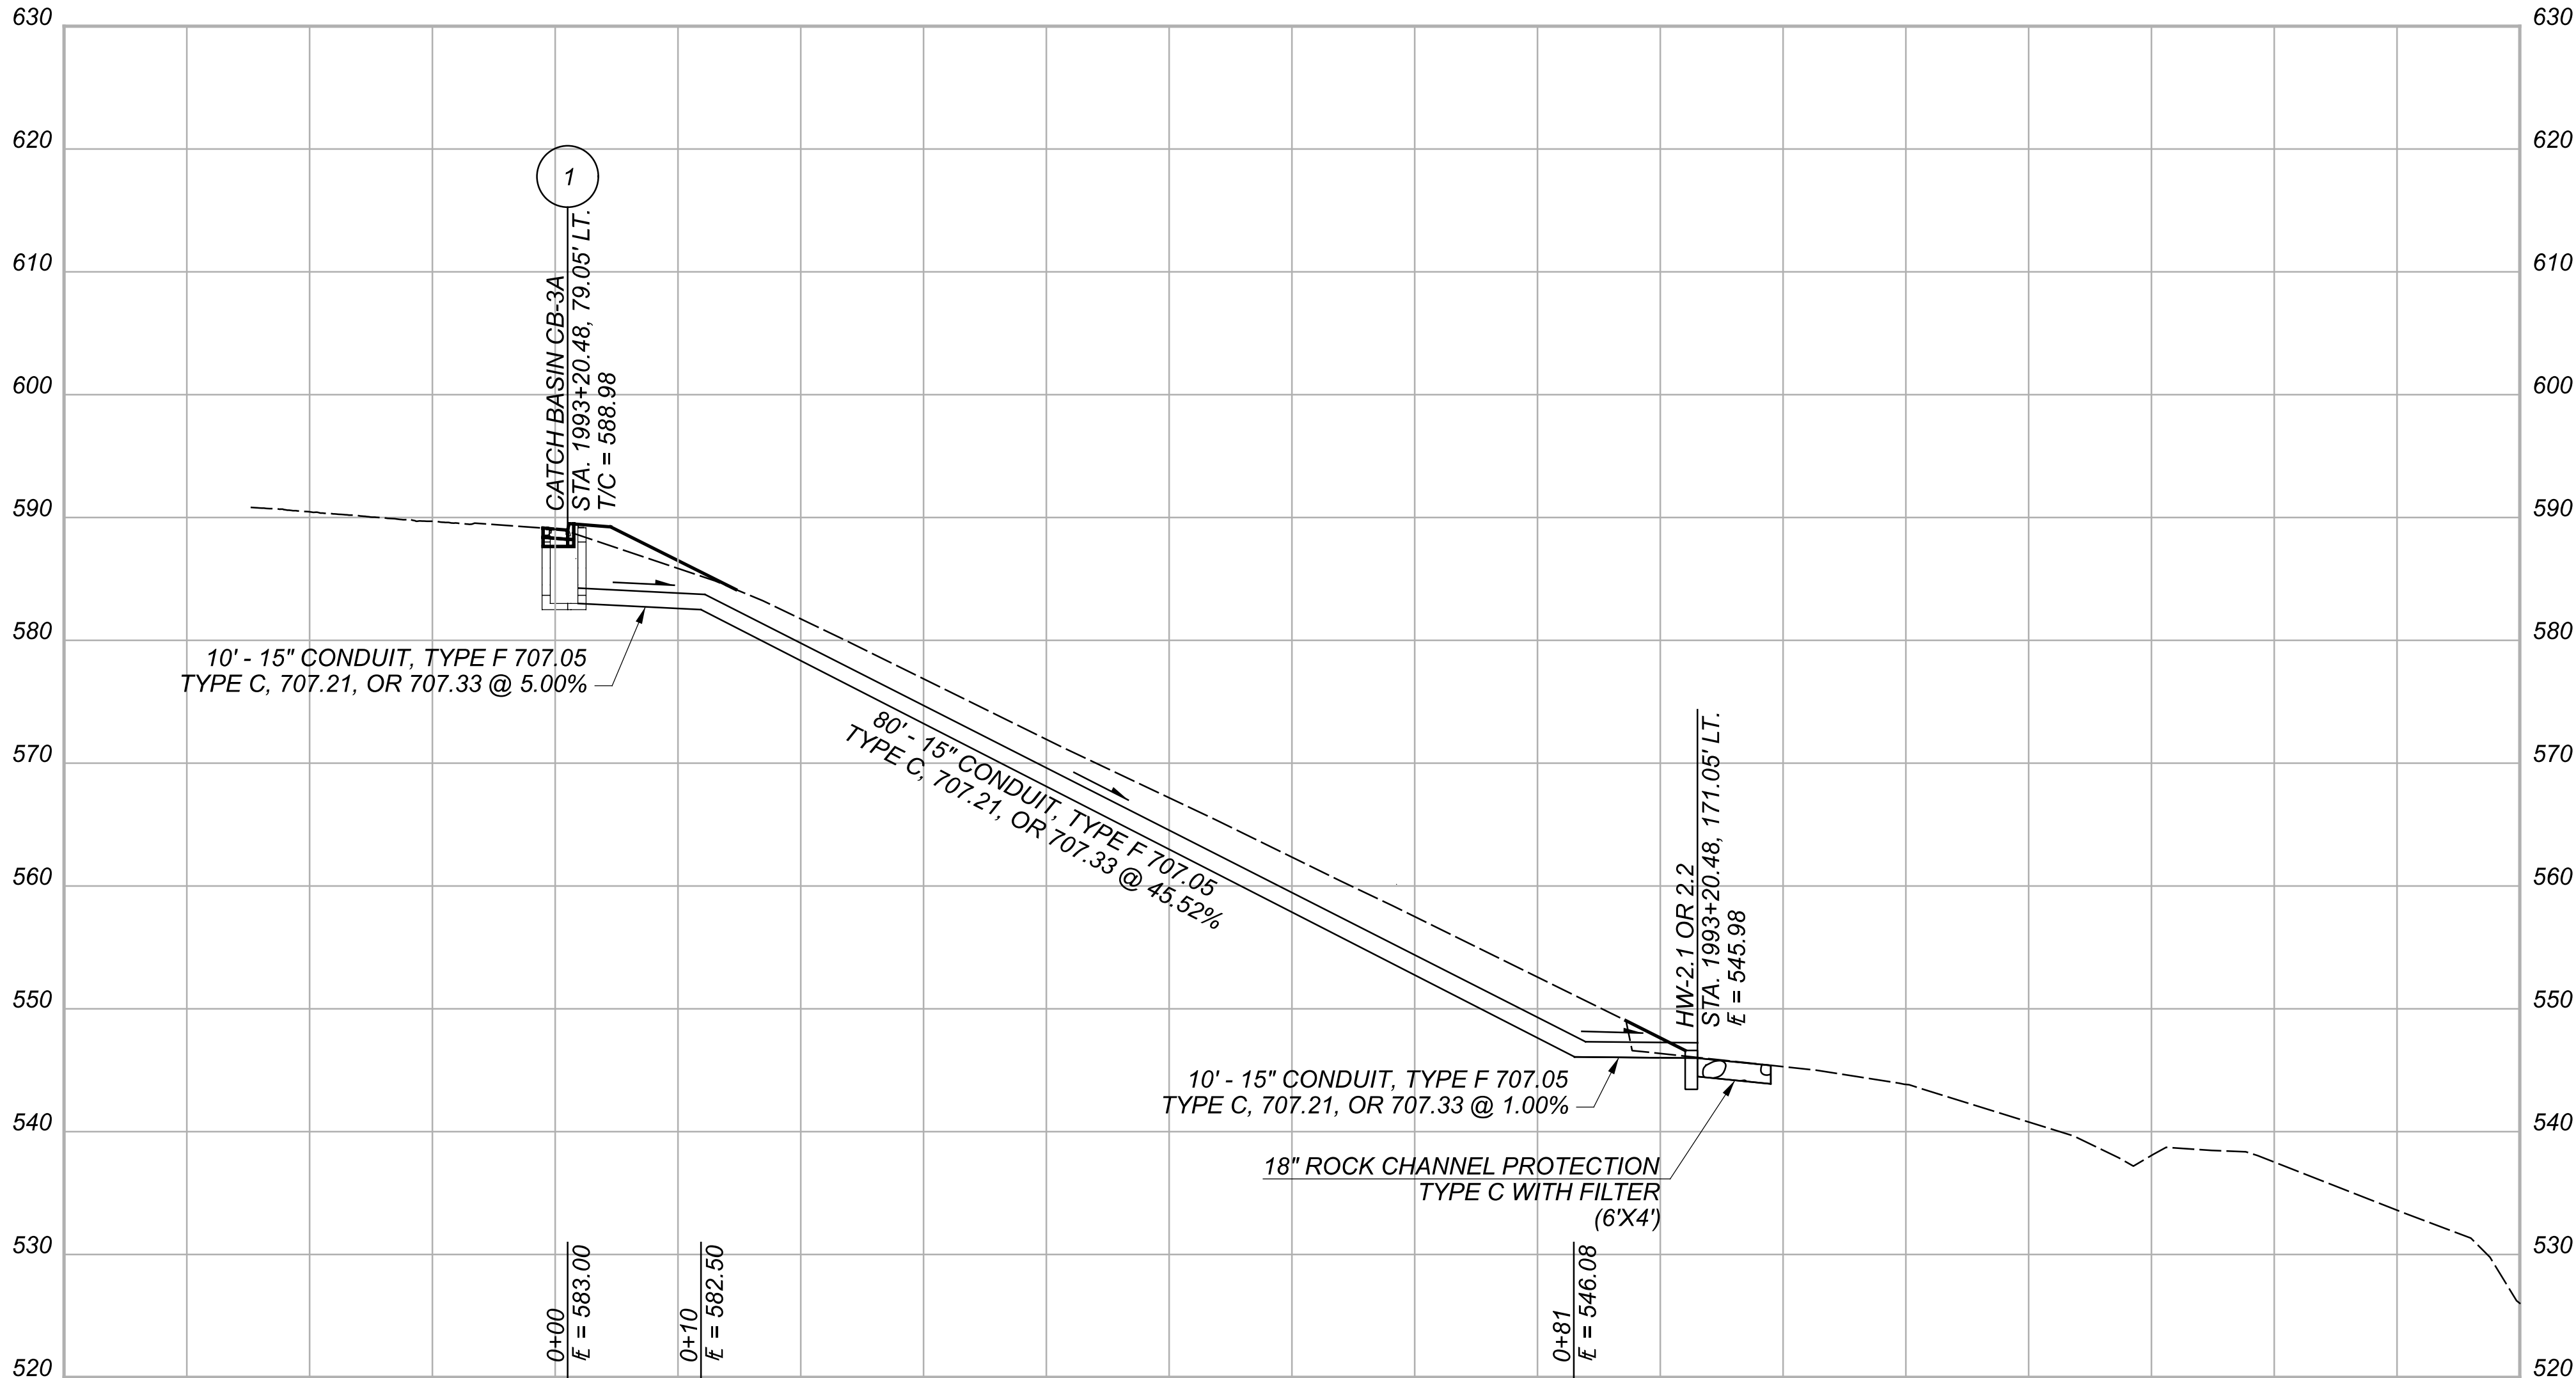 630
630
620
620
610
610
600
600
590
590
580
580
570
570
560
560
550
550
540
540
530
530
520
520
1
CATCH BASIN CB-3A
STA. 1993+20.48, 79.05' LT.
T/C = 588.98
10' - 15" CONDUIT, TYPE F 707.05
TYPE C, 707.21, OR 707.33 @ 5.00%
80' - 15" CONDUIT, TYPE F 707.05
TYPE C, 707.21, OR 707.33 @ 45.52%
HW-2.1 OR 2.2
STA. 1993+20.48, 171.05' LT.
FL = 545.98
10' - 15" CONDUIT, TYPE F 707.05
TYPE C, 707.21, OR 707.33 @ 1.00%
18" ROCK CHANNEL PROTECTION
TYPE C WITH FILTER
(6'X4')
0+00
FL = 583.00
0+10
FL = 582.50
0+81
FL = 546.08